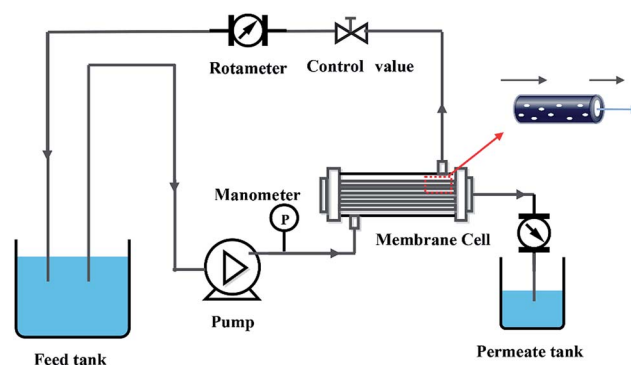 Rotameter
Control value
Manometer
P
Membrane Cell
Pump
Feed tank
Permeate tank